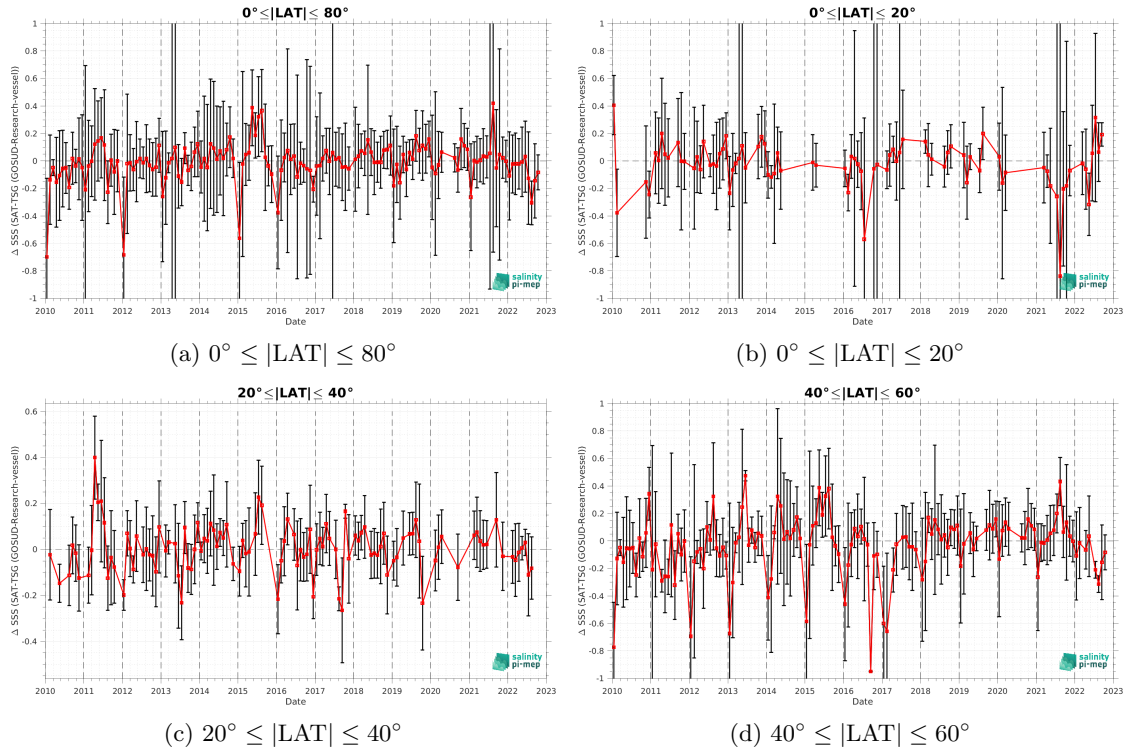 0°≤|LAT|≤ 80°
Δ SSS (SAT-TSG (GOSUD-Research-vessel))
1
0.8
0.6
0.4
0.2
0
-0.2
-0.4
-0.6
-0.8
-1
2010 2011 2012 2013 2014 2015 2016 2017 2018 2019 2020 2021 2022 2023
Date
salinity
pi-mep
(a) 0° ≤ |LAT| ≤ 80°
0°≤|LAT|≤ 20°
Δ SSS (SAT-TSG (GOSUD-Research-vessel))
1
0.8
0.6
0.4
0.2
0
-0.2
-0.4
-0.6
-0.8
-1
2010 2011 2012 2013 2014 2015 2016 2017 2018 2019 2020 2021 2022 2023
Date
salinity
pi-mep
(b) 0° ≤ |LAT| ≤ 20°
20°≤|LAT|≤ 40°
Δ SSS (SAT-TSG (GOSUD-Research-vessel))
0.6
0.4
0.2
0
-0.2
-0.4
2010 2011 2012 2013 2014 2015 2016 2017 2018 2019 2020 2021 2022 2023
Date
salinity
pi-mep
(c) 20° ≤ |LAT| ≤ 40°
40°≤|LAT|≤ 60°
Δ SSS (SAT-TSG (GOSUD-Research-vessel))
1
0.8
0.6
0.4
0.2
0
-0.2
-0.4
-0.6
-0.8
-1
2010 2011 2012 2013 2014 2015 2016 2017 2018 2019 2020 2021 2022 2023
Date
salinity
pi-mep
(d) 40° ≤ |LAT| ≤ 60°